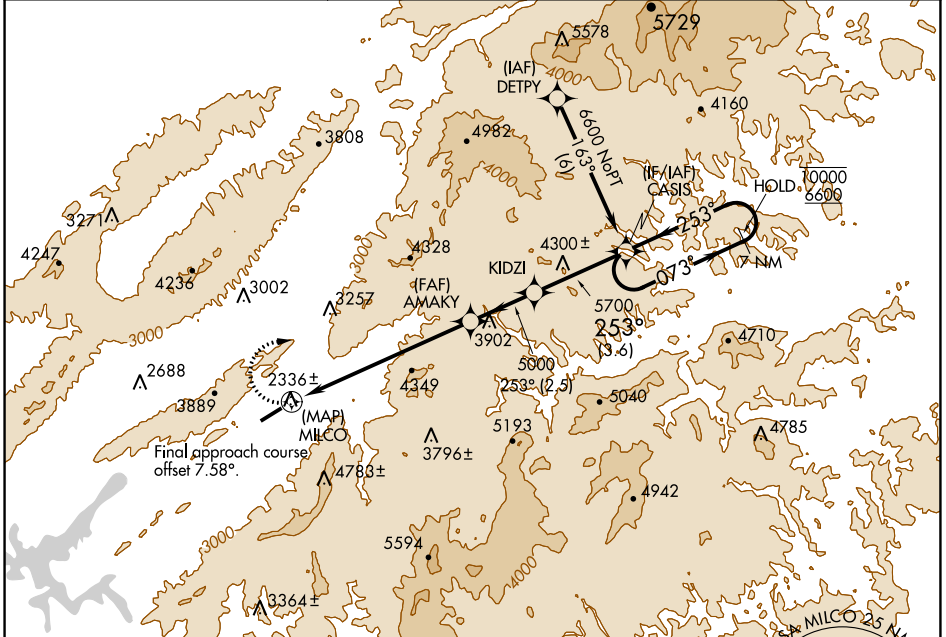 5578
5729
4000
(IAF)
DETPY
4160
3808
4982
6600 NoPT
163°
(6)
4000
(IF/IAF)
CASIS
HOLD
10000
6600
3271
3000
253°
4247
4328
4300±
4236
KIDZI
073°
7 NM
3002
(FAF)
AMAKY
3257
5700
253°
(3.6)
3000
3902
4710
5000
253° (2.5)
2688
2336±
4349
3889
5040
(MAP)
MILCO
5193
4785
3796±
Final approach course
offset 7.58°.
4783±
4942
3000
5594
4000
3364±
SA MILCO 25 N